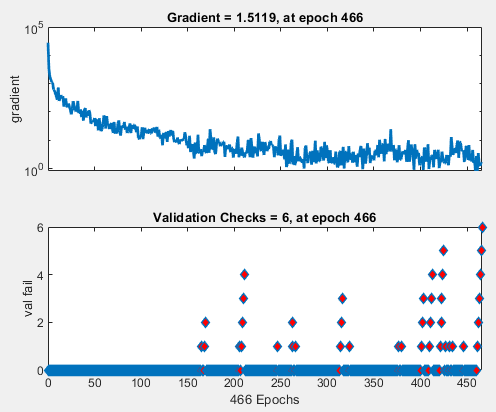 Gradient = 1.5119, at epoch 466
10^5
gradient
10^0
Validation Checks = 6, at epoch 466
6
4
val fail
2
0
0 50 100 150 200 250 300 350 400 450
466 Epochs